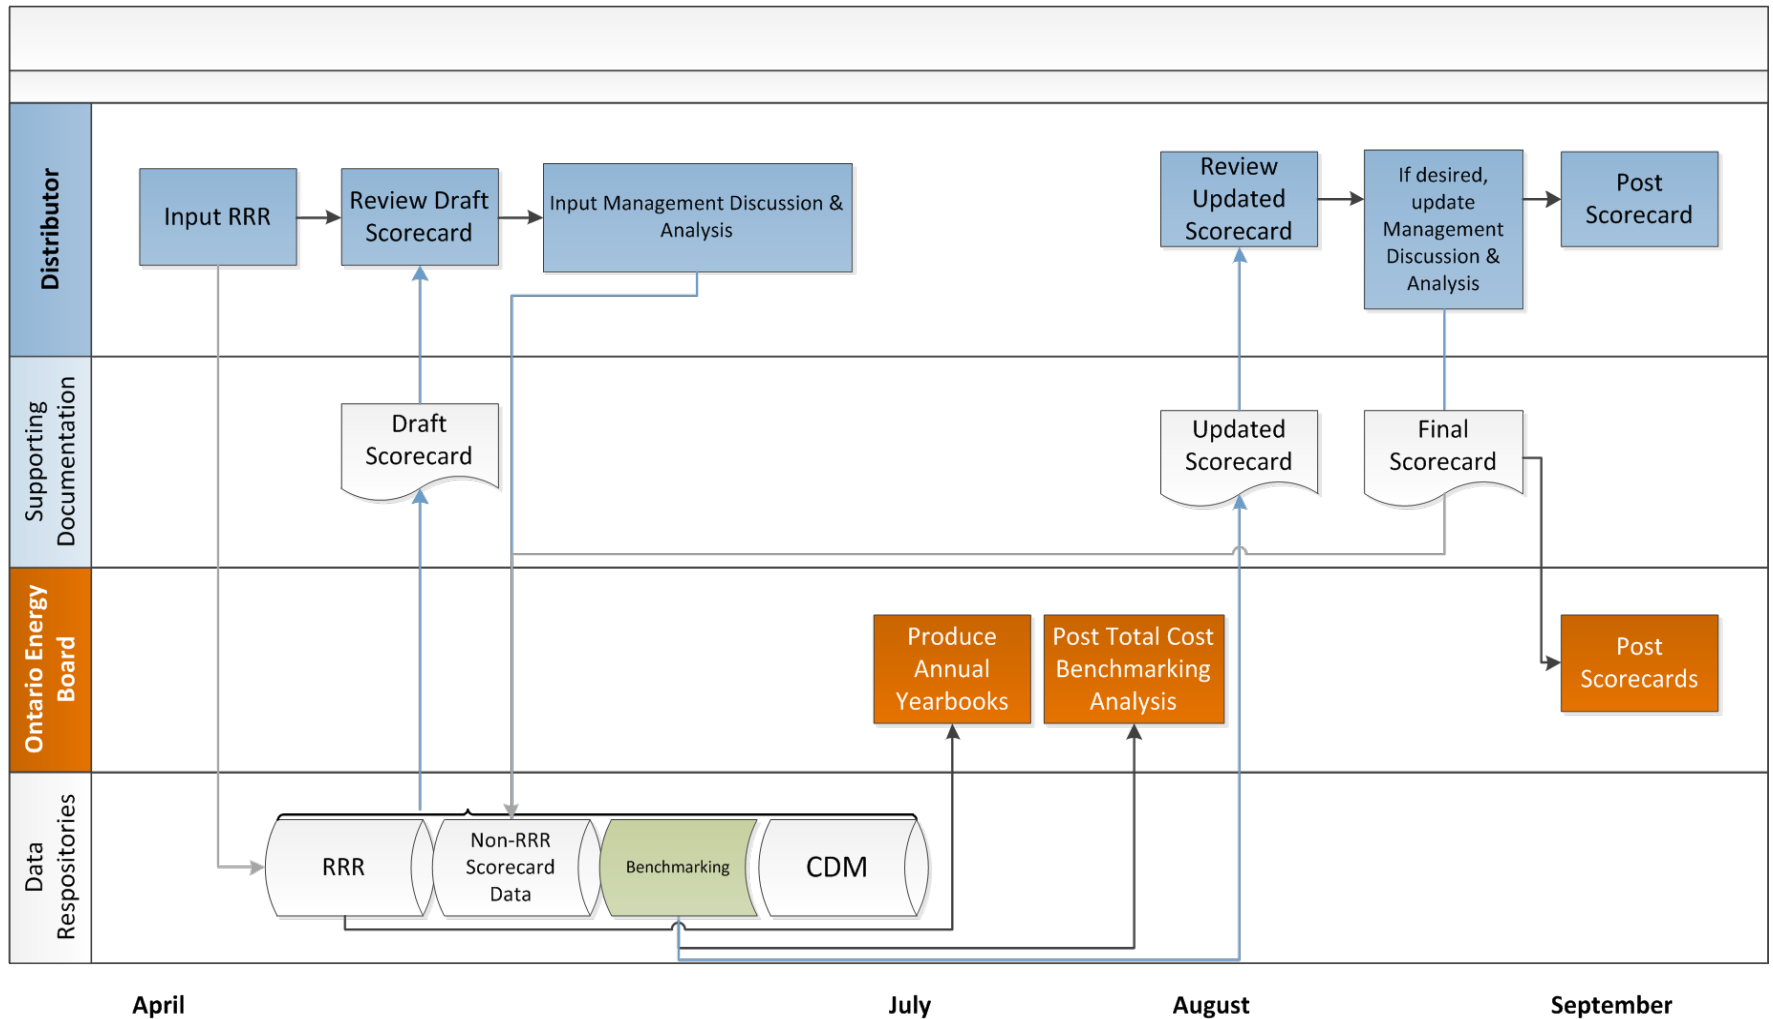 Distributor
Input RRR
Review Draft
Scorecard
Input Management Discussion &
Analysis
Review
Updated
Scorecard
If desired,
update
Management
Discussion &
Analysis
Post
Scorecard
Supporting
Documentation
Draft
Scorecard
Updated
Scorecard
Final
Scorecard
Ontario Energy
Board
Produce
Annual
Yearbooks
Post Total Cost
Benchmarking
Analysis
Post
Scorecards
Data
Repositories
RRR
Non-RRR
Scorecard
Data
Benchmarking
CDM
April
July
August
September